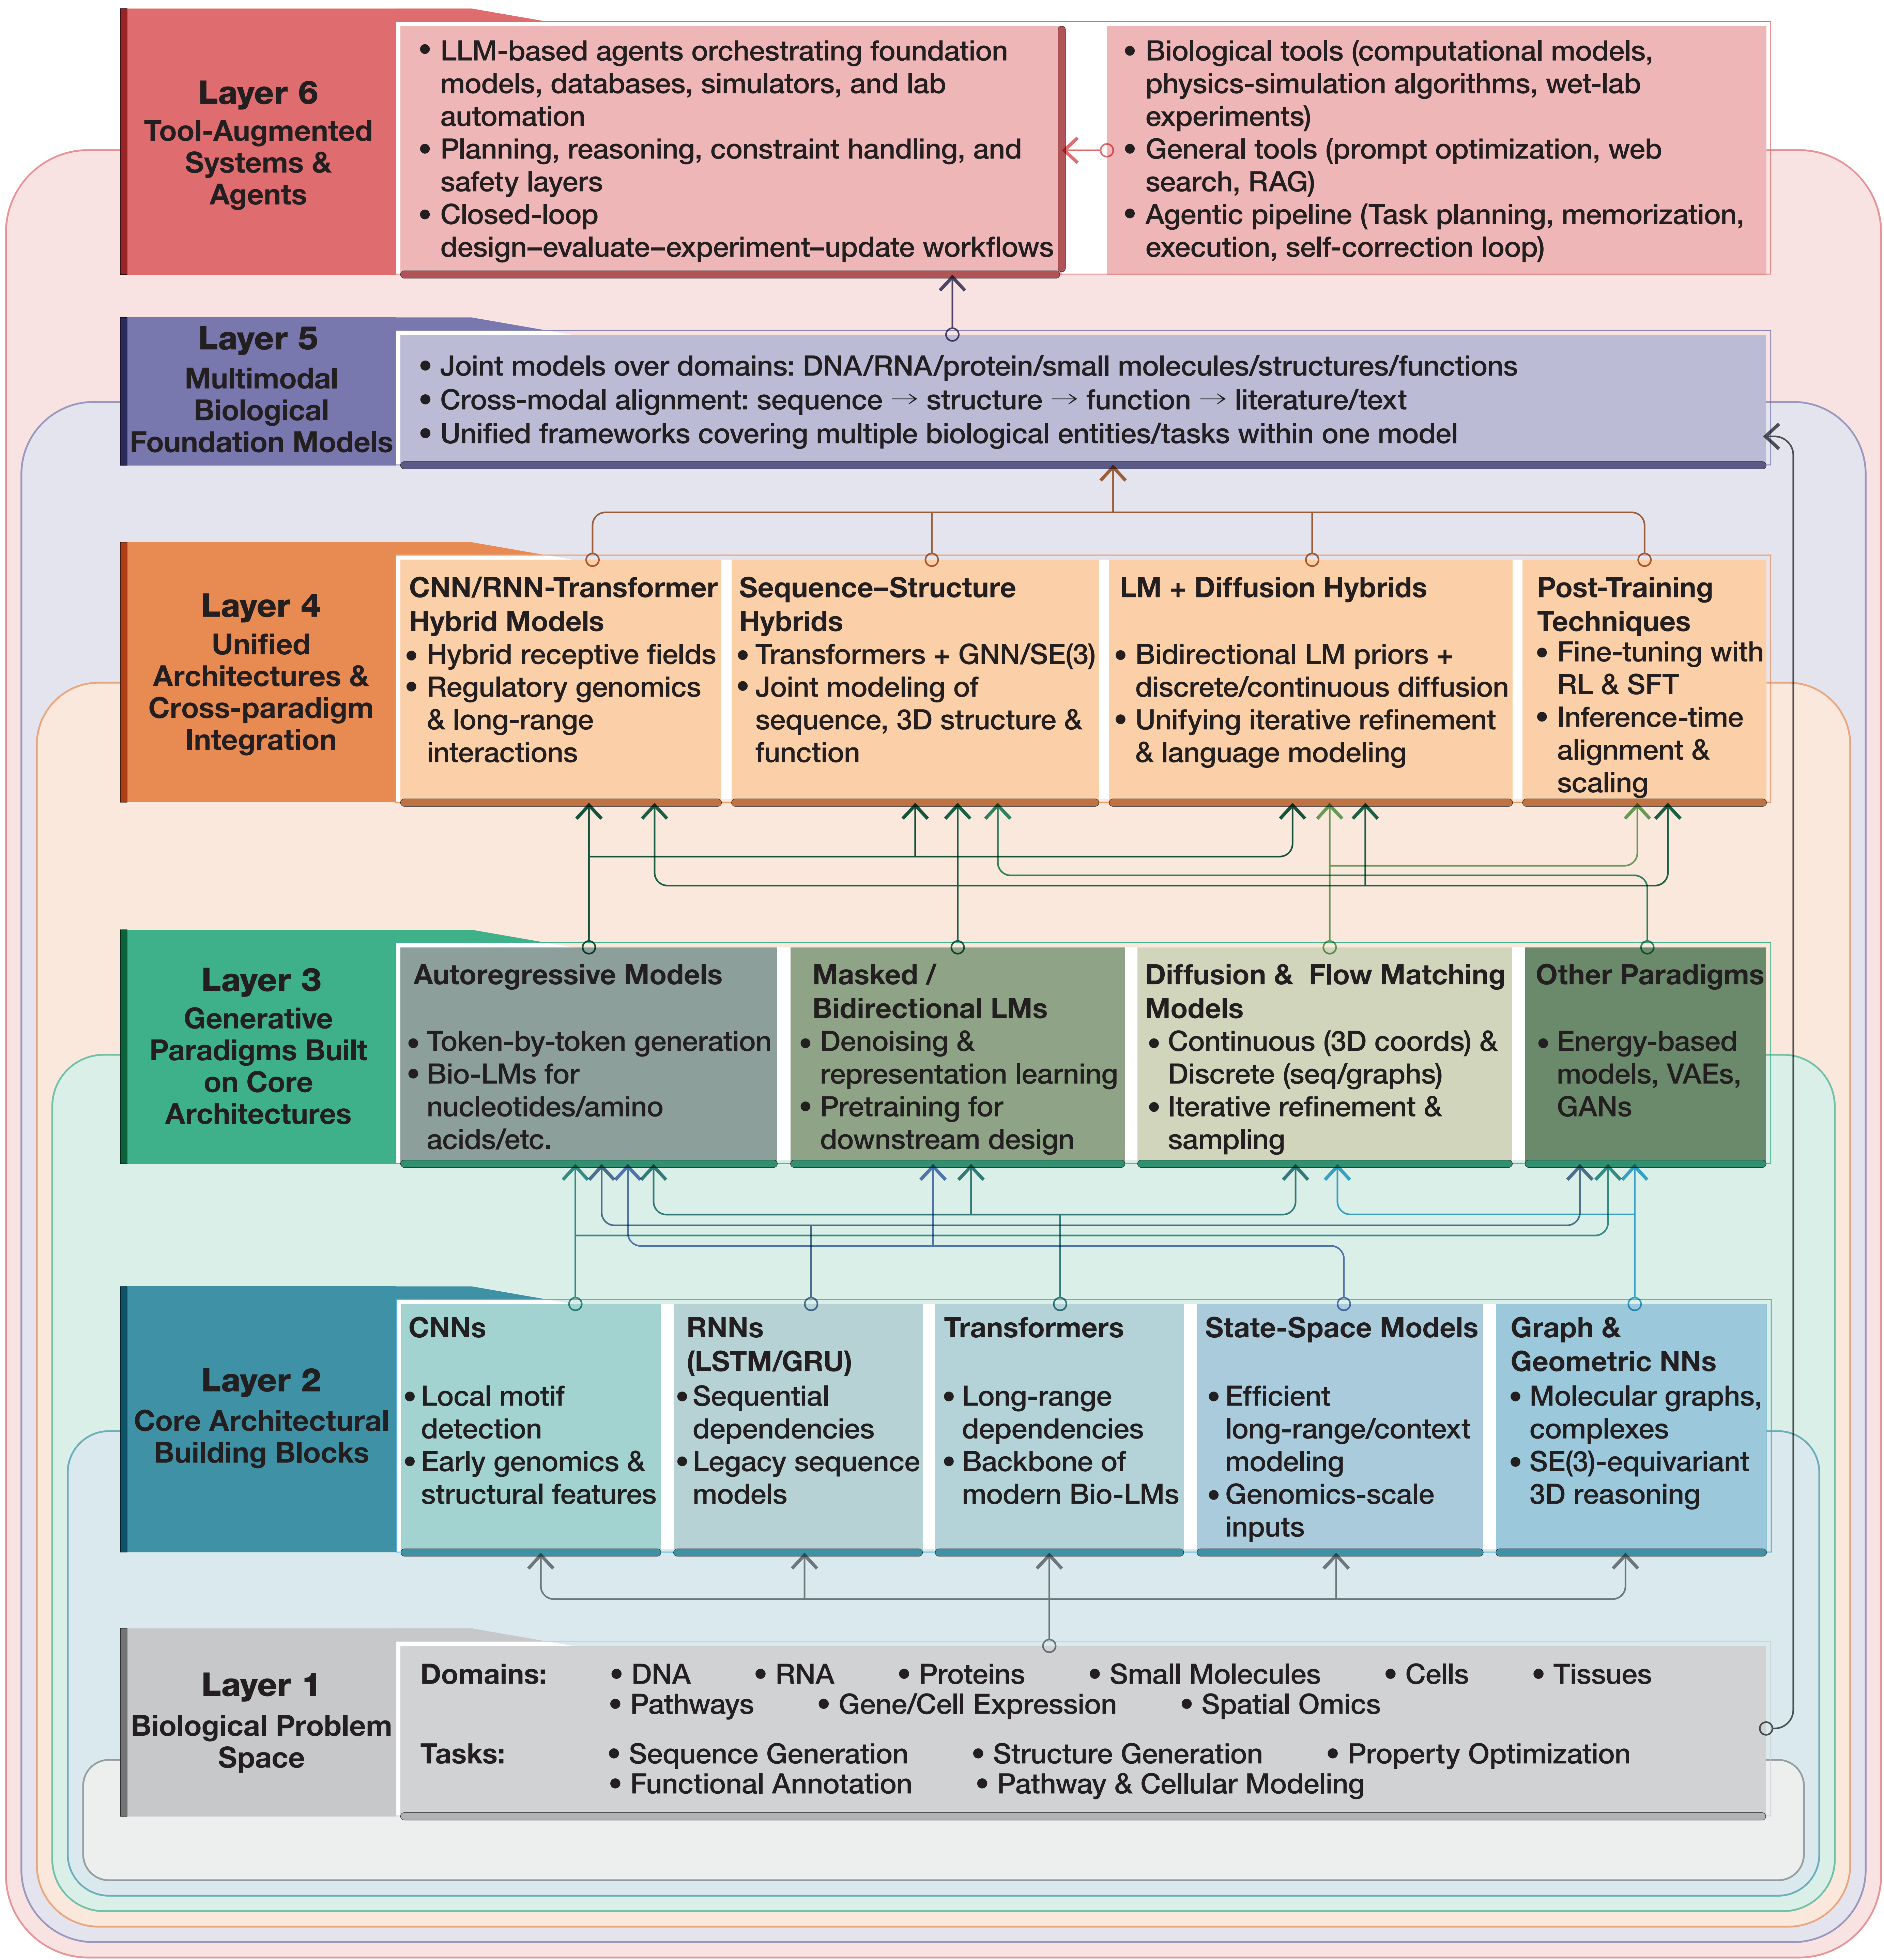 Layer 6
Tool-Augmented
Systems &
Agents
• LLM-based agents orchestrating foundation
models, databases, simulators, and lab
automation
• Planning, reasoning, constraint handling, and
safety layers
• Closed-loop
design–evaluate–experiment–update workflows
• Biological tools (computational models,
physics-simulation algorithms, wet-lab
experiments)
• General tools (prompt optimization, web
search, RAG)
• Agentic pipeline (Task planning, memorization,
execution, self-correction loop)
Layer 5
Multimodal
Biological
Foundation Models
• Joint models over domains: DNA/RNA/protein/small molecules/structures/functions
• Cross-modal alignment: sequence → structure → function → literature/text
• Unified frameworks covering multiple biological entities/tasks within one model
Layer 4
Unified
Architectures &
Cross-paradigm
Integration
CNN/RNN-Transformer
Hybrid Models
• Hybrid receptive fields
• Regulatory genomics
& long-range
interactions
Sequence–Structure
Hybrids
• Transformers + GNN/SE(3)
• Joint modeling of
sequence, 3D structure &
function
LM + Diffusion Hybrids
• Bidirectional LM priors +
discrete/continuous diffusion
• Unifying iterative refinement
& language modeling
Post-Training
Techniques
• Fine-tuning with
RL & SFT
• Inference-time
alignment &
scaling
Layer 3
Generative
Paradigms Built
on Core
Architectures
Autoregressive Models
• Token-by-token generation
• Bio-LMs for
nucleotides/amino
acids/etc.
Masked /
Bidirectional LMs
• Denoising &
representation learning
• Pretraining for
downstream design
Diffusion & Flow Matching
Models
• Continuous (3D coords) &
Discrete (seq/graphs)
• Iterative refinement &
sampling
Other Paradigms
• Energy-based
models, VAEs,
GANs
Layer 2
Core Architectural
Building Blocks
CNNs
• Local motif
detection
• Early genomics &
structural features
RNNs
(LSTM/GRU)
• Sequential
dependencies
• Legacy sequence
models
Transformers
• Long-range
dependencies
• Backbone of
modern Bio-LMs
State-Space Models
• Efficient
long-range/context
modeling
• Genomics-scale
inputs
Graph &
Geometric NNs
• Molecular graphs,
complexes
• SE(3)-equivariant
3D reasoning
Layer 1
Biological Problem
Space
Domains: • DNA • RNA • Proteins • Small Molecules • Cells • Tissues
• Pathways • Gene/Cell Expression • Spatial Omics
Tasks: • Sequence Generation • Structure Generation • Property Optimization
• Functional Annotation • Pathway & Cellular Modeling